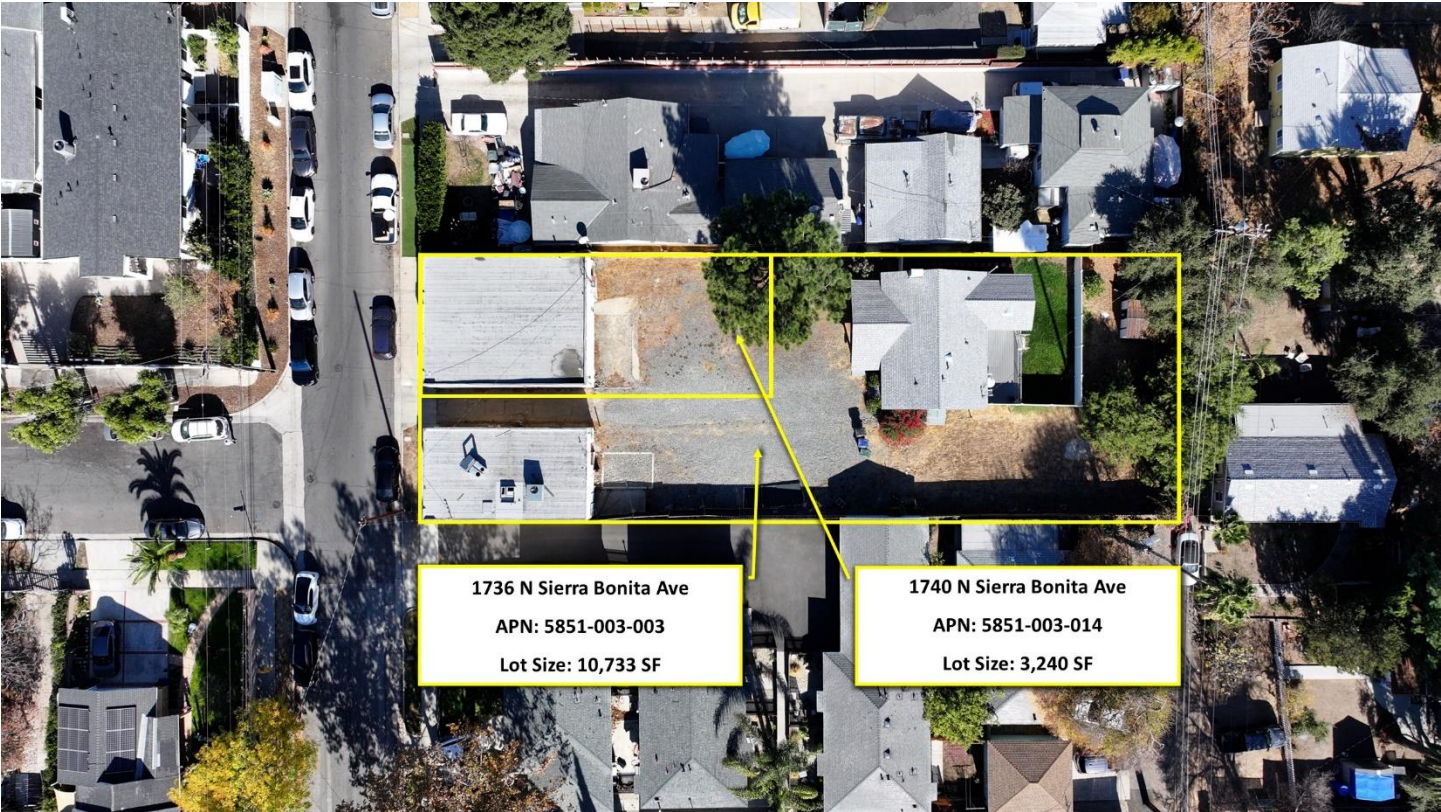 1736 N Sierra Bonita Ave
APN: 5851-003-003
Lot Size: 10,733 SF
1740 N Sierra Bonita Ave
APN: 5851-003-014
Lot Size: 3,240 SF